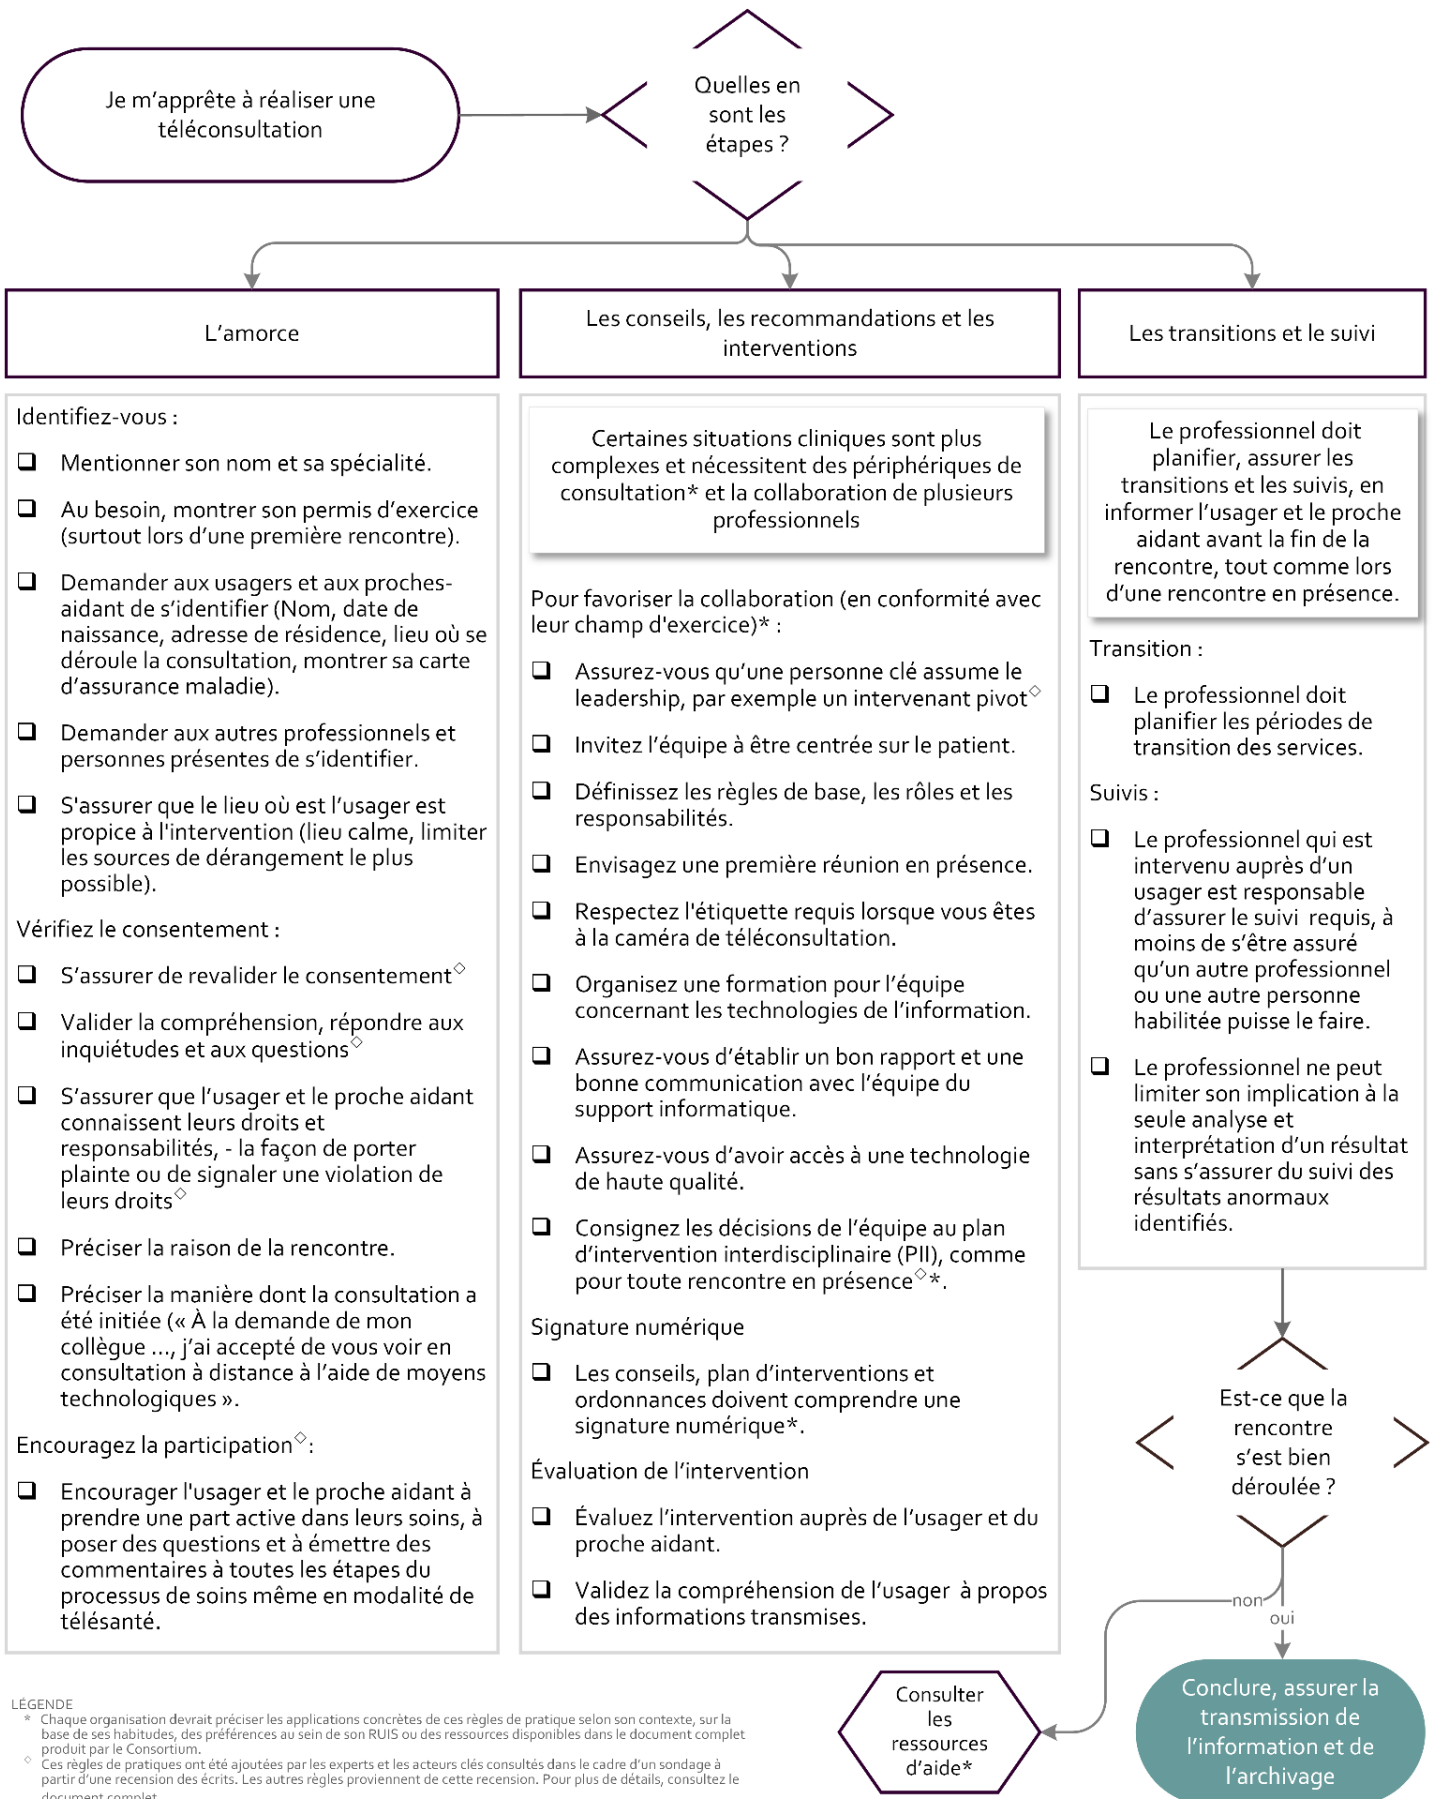 Je m'apprête à réaliser une
téléconsultation
Quelles en
sont les
étapes ?
L'amorce
Les conseils, les recommandations et les
interventions
Les transitions et le suivi
Identifiez-vous :
❑ Mentionner son nom et sa spécialité.
❑ Au besoin, montrer son permis d'exercice
(surtout lors d'une première rencontre).
❑ Demander aux usagers et aux proches-
aidant de s'identifier (Nom, date de
naissance, adresse de résidence, lieu où se
déroule la consultation, montrer sa carte
d'assurance maladie).
❑ Demander aux autres professionnels et
personnes présentes de s'identifier.
❑ S'assurer que le lieu où est l'usager est
propice à l'intervention (lieu calme, limiter
les sources de dérangement le plus
possible).
Vérifiez le consentement :
❑ S'assurer de revalider le consentement◇
❑ Valider la compréhension, répondre aux
inquiétudes et aux questions◇
❑ S'assurer que l'usager et le proche aidant
connaissent leurs droits et
responsabilités, - la façon de porter
plainte ou de signaler une violation de
leurs droits◇
❑ Préciser la raison de la rencontre.
❑ Préciser la manière dont la consultation a
été initiée (« À la demande de mon
collègue ..., j'ai accepté de vous voir en
consultation à distance à l'aide de moyens
technologiques ».
Encouragez la participation◇ :
❑ Encourager l'usager et le proche aidant à
prendre une part active dans leurs soins, à
poser des questions et à émettre des
commentaires à toutes les étapes du
processus de soins même en modalité de
télésanté.
Certaines situations cliniques sont plus
complexes et nécessitent des périphériques de
consultation* et la collaboration de plusieurs
professionnels
Pour favoriser la collaboration (en conformité avec
leur champ d'exercice)* :
❑ Assurez-vous qu'une personne clé assume le
leadership, par exemple un intervenant pivot◇
❑ Invitez l'équipe à être centrée sur le patient.
❑ Définissez les règles de base, les rôles et les
responsabilités.
❑ Envisagez une première réunion en présence.
❑ Respectez l'étiquette requis lorsque vous êtes
à la caméra de téléconsultation.
❑ Organisez une formation pour l'équipe
concernant les technologies de l'information.
❑ Assurez-vous d'établir un bon rapport et une
bonne communication avec l'équipe du
support informatique.
❑ Assurez-vous d'avoir accès à une technologie
de haute qualité.
❑ Consignez les décisions de l'équipe au plan
d'intervention interdisciplinaire (PII), comme
pour toute rencontre en présence◇*.
Signature numérique
❑ Les conseils, plan d'interventions et
ordonnances doivent comprendre une
signature numérique*.
Évaluation de l'intervention
❑ Évaluez l'intervention auprès de l'usager et du
proche aidant.
❑ Validez la compréhension de l'usager à propos
des informations transmises.
Le professionnel doit
planifier, assurer les
transitions et les suivis, en
informer l'usager et le proche
aidant avant la fin de la
rencontre, tout comme lors
d'une rencontre en présence.
Transition :
❑ Le professionnel doit
planifier les périodes de
transition des services.
Suivis :
❑ Le professionnel qui est
intervenu auprès d'un
usager est responsable
d'assurer le suivi requis, à
moins de s'être assuré
qu'un autre professionnel
ou une autre personne
habilitée puisse le faire.
❑ Le professionnel ne peut
limiter son implication à la
seule analyse et
interprétation d'un résultat
sans s'assurer du suivi des
résultats anormaux
identifiés.
Est-ce que la
rencontre
s'est bien
déroulée ?
non
oui
Consulter
les
ressources
d'aide*
Conclure, assurer la
transmission de
l'information et de
l'archivage
LÉGENDE
* Chaque organisation devrait préciser les applications concrètes de ces règles de pratique selon son contexte, sur la
base de ses habitudes, des préférences au sein de son RUIS ou des ressources disponibles dans le document complet
produit par le Consortium.
◇ Ces règles de pratiques ont été ajoutées par les experts et les acteurs clés consultés dans le cadre d'un sondage à
partir d'une recension des écrits. Les autres règles proviennent de cette recension. Pour plus de détails, consultez le
document complet